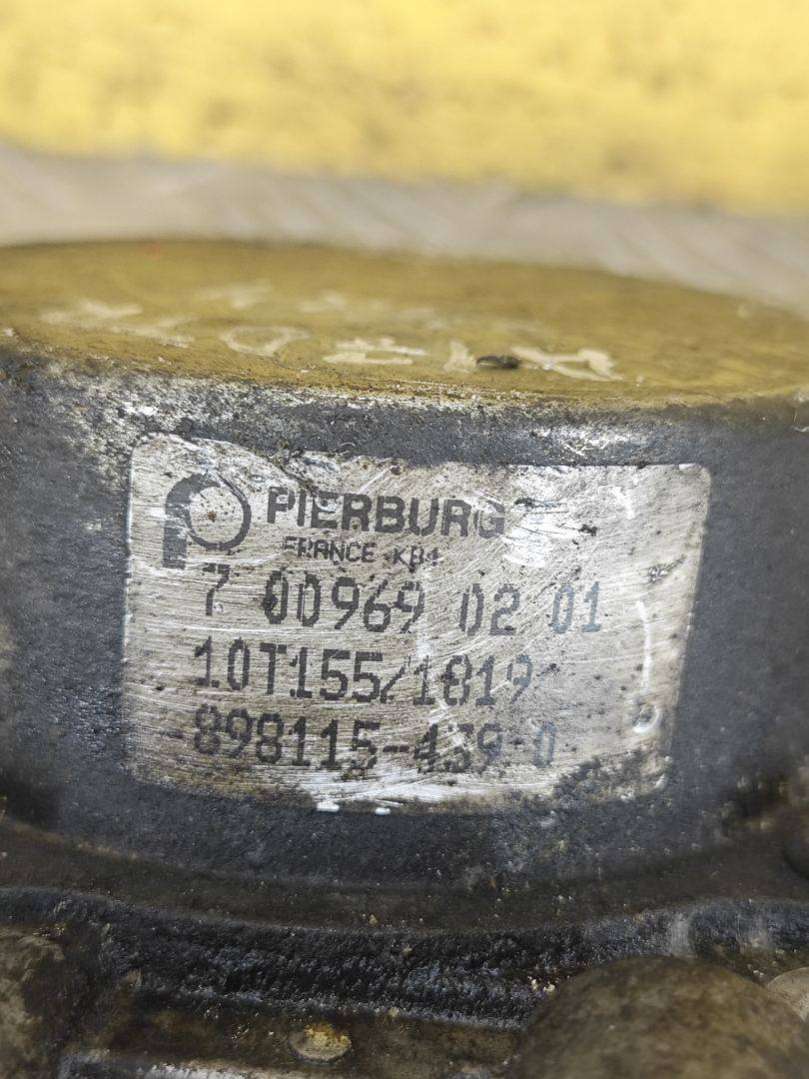 PIERBURG
FRANCE KB4
7 00969 02 01
10T155/1819
898115-439 0